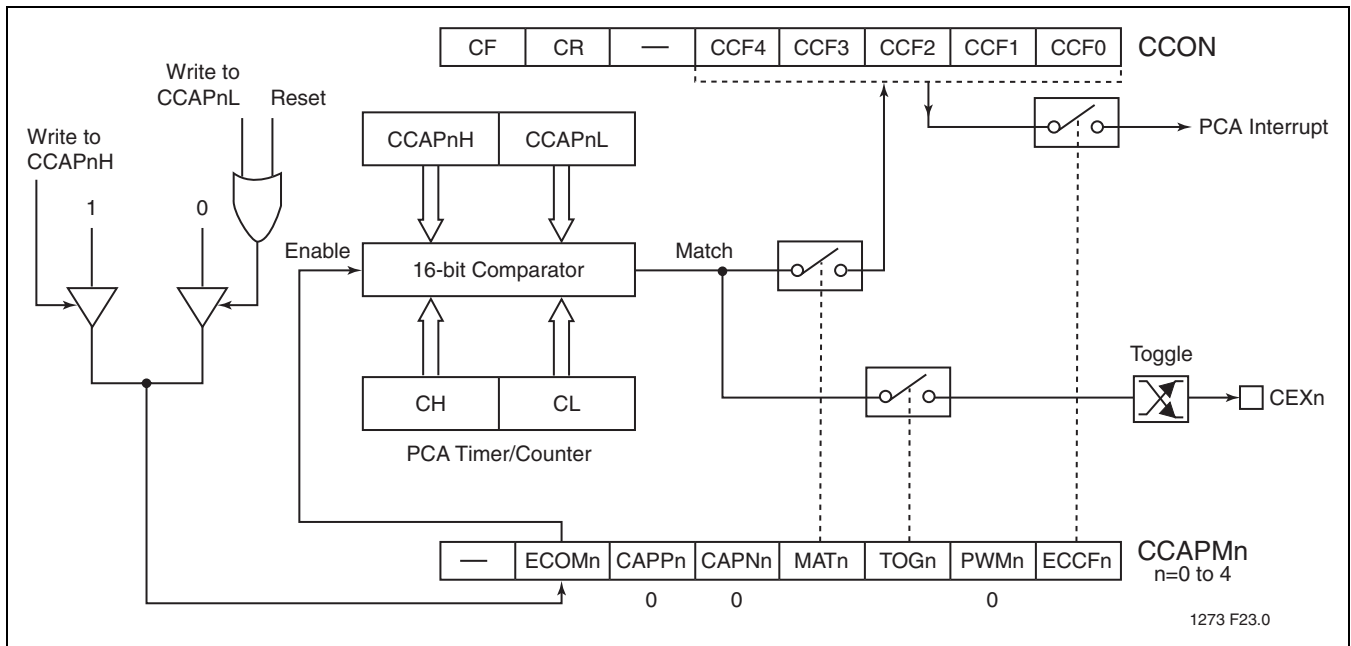 CF CR — CCF4 CCF3 CCF2 CCF1 CCF0 CCON
Write to
CCAPnL Reset
Write to
CCAPnH
CCAPnH CCAPnL
PCA Interrupt
1 0
Enable
16-bit Comparator
Match
Toggle
CH CL
CEXn
PCA Timer/Counter
— ECOMn CAPPn CAPNn MATn TOGn PWMn ECCFn CCAPMn
n=0 to 4
0 0 0
1273 F23.0